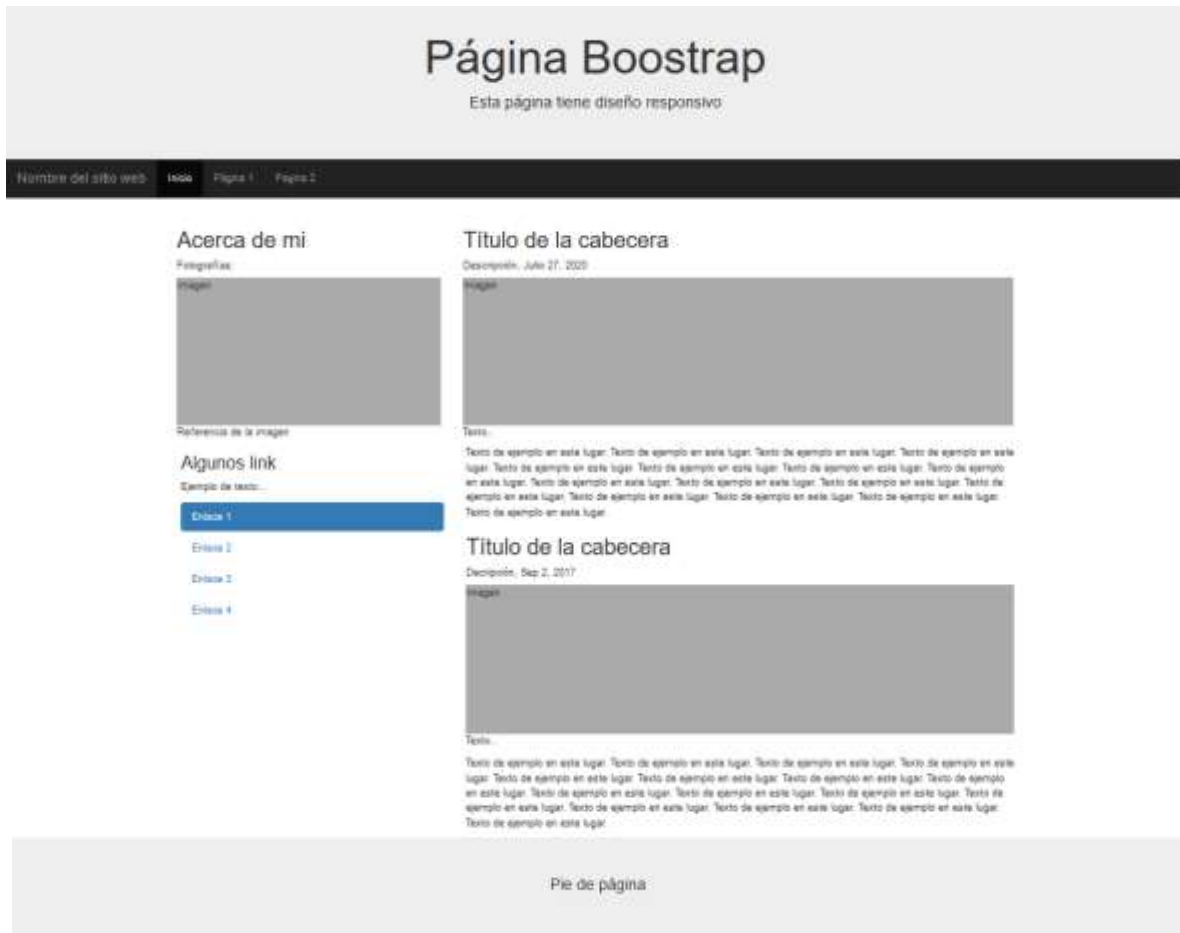 Página Boostrap
Esta página tiene diseño responsivo
Nombre del sitio web Inicio Página 1 Página 2
Acerca de mi
Fotografías:
Imagen
Referencia de la imagen
Algunos link
Ejemplo de texto...
Enlace 1
Enlace 2
Enlace 3
Enlace 4
Título de la cabecera
Descripción, Julio 27, 2020
Imagen
Texto..
Texto de ejemplo en este lugar. Texto de ejemplo en este lugar. Texto de ejemplo en este lugar. Texto de ejemplo en este
lugar. Texto de ejemplo en este lugar. Texto de ejemplo en este lugar. Texto de ejemplo en este lugar. Texto de ejemplo
en este lugar. Texto de ejemplo en este lugar. Texto de ejemplo en este lugar. Texto de ejemplo en este lugar. Texto de
ejemplo en este lugar. Texto de ejemplo en este lugar. Texto de ejemplo en este lugar. Texto de ejemplo en este lugar.
Texto de ejemplo en este lugar.
Título de la cabecera
Decripción, Sep 2, 2017
Imagen
Texto..
Texto de ejemplo en este lugar. Texto de ejemplo en este lugar. Texto de ejemplo en este lugar. Texto de ejemplo en este
lugar. Texto de ejemplo en este lugar. Texto de ejemplo en este lugar. Texto de ejemplo en este lugar. Texto de ejemplo
en este lugar. Texto de ejemplo en este lugar. Texto de ejemplo en este lugar. Texto de ejemplo en este lugar. Texto de
ejemplo en este lugar. Texto de ejemplo en este lugar. Texto de ejemplo en este lugar. Texto de ejemplo en este lugar.
Texto de ejemplo en este lugar.
Pie de página